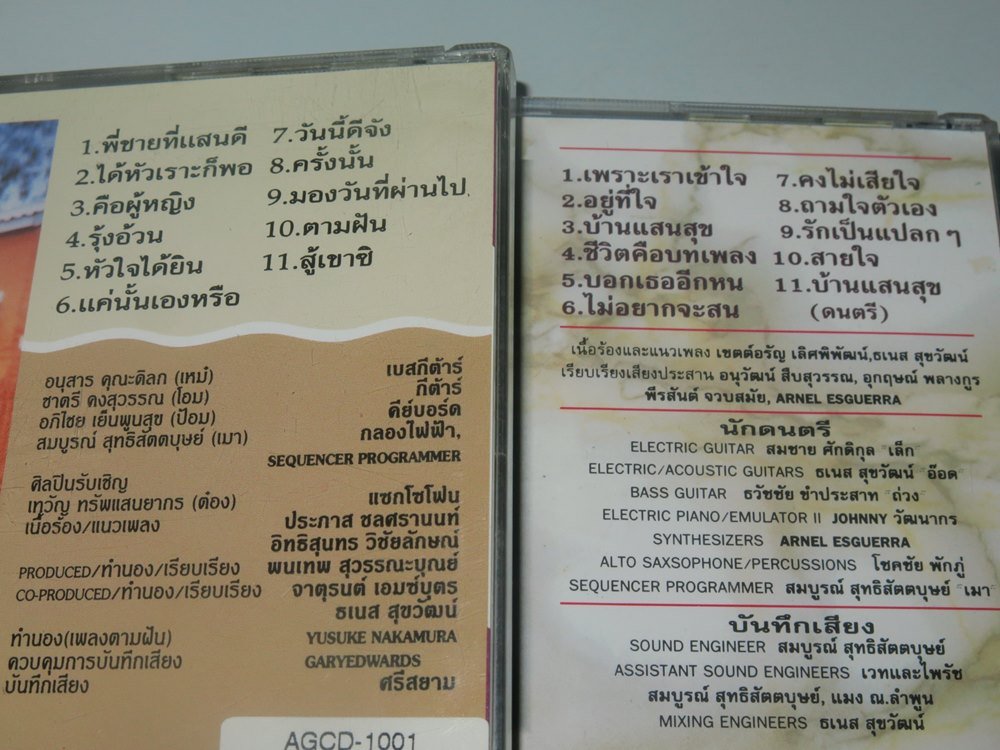 1.พี่ชายที่แสนดี
2.ได้หัวเราะก็พอ
3.คือผู้หญิง
4.รุ้งอ้วน
5.หัวใจได้ยิน
6.แค่นั้นเองหรือ
7.วันนี้ดีจัง
8.ครั้งนั้น
9.มองวันที่ผ่านไป
10.ตามฝัน
11.สู้เขาซิ
อนุสาร คุณะดิลก (เหม๋) เบสกีต้าร์
ชาตรี คงสุวรรณ (โอม) กีต้าร์
อภิไชย เย็นพูนสุข (ป้อม) คีย์บอร์ด
สมบูรณ์ สุทธิสัตตบุษย์ (เมา) กลองไฟฟ้า,
SEQUENCER PROGRAMMER
ศิลปินรับเชิญ
เทวัญ ทรัพแสนยากร (ต๋อง) แซกโซโฟน
เนื้อร้อง/แนวเพลง ประภาส ชลศรานนท์
อิทธิสุนทร วิชัยลักษณ์
PRODUCED/ทำนอง/เรียบเรียง พนเทพ สุวรรณะบุณย์
CO-PRODUCED/ทำนอง/เรียบเรียง จาตุรนต์ เอมซ์บุตร
ธเนส สุขวัฒน์
ทำนอง(เพลงตามฝัน) YUSUKE NAKAMURA
ควบคุมการบันทึกเสียง GARYEDWARDS
บันทึกเสียง ศรีสยาม
AGCD-1001
1.เพราะเราเข้าใจ
2.อยู่ที่ใจ
3.บ้านแสนสุข
4.ชีวิตคือบทเพลง
5.บอกเธออีกหน
6.ไม่อยากจะสน
7.คงไม่เสียใจ
8.ถามใจตัวเอง
9.รักเป็นแปลก ๆ
10.สายใจ
11.บ้านแสนสุข
(ดนตรี)
เนื้อร้องและแนวเพลง เขตต์อรัญ เลิศพิพัฒน์,ธเนส สุขวัฒน์
เรียบเรียงเสียงประสาน อนุวัฒน์ สืบสุวรรณ, อุกฤษณ์ พลางกูร
พีรสันต์ จวบสมัย, ARNEL ESGUERRA
นักดนตรี
ELECTRIC GUITAR สมชาย ศักดิกุล "เล็ก"
ELECTRIC/ACOUSTIC GUITARS ธเนส สุขวัฒน์ "อ๊อด"
BASS GUITAR ธวัชชัย ชำประสาท "ถ่วง"
ELECTRIC PIANO/EMULATOR II JOHNNY วัฒนากร
SYNTHESIZERS ARNEL ESGUERRA
ALTO SAXSOPHONE/PERCUSSIONS โชคชัย พักภู่
SEQUENCER PROGRAMMER สมบูรณ์ สุทธิสัตตบุษย์ "เมา"
บันทึกเสียง
SOUND ENGINEER สมบูรณ์ สุทธิสัตตบุษย์
ASSISTANT SOUND ENGINEERS เวทและไพรัช
สมบูรณ์ สุทธิสัตตบุษย์, แมง ณ.ลำพูน
MIXING ENGINEERS ธเนส สุขวัฒน์